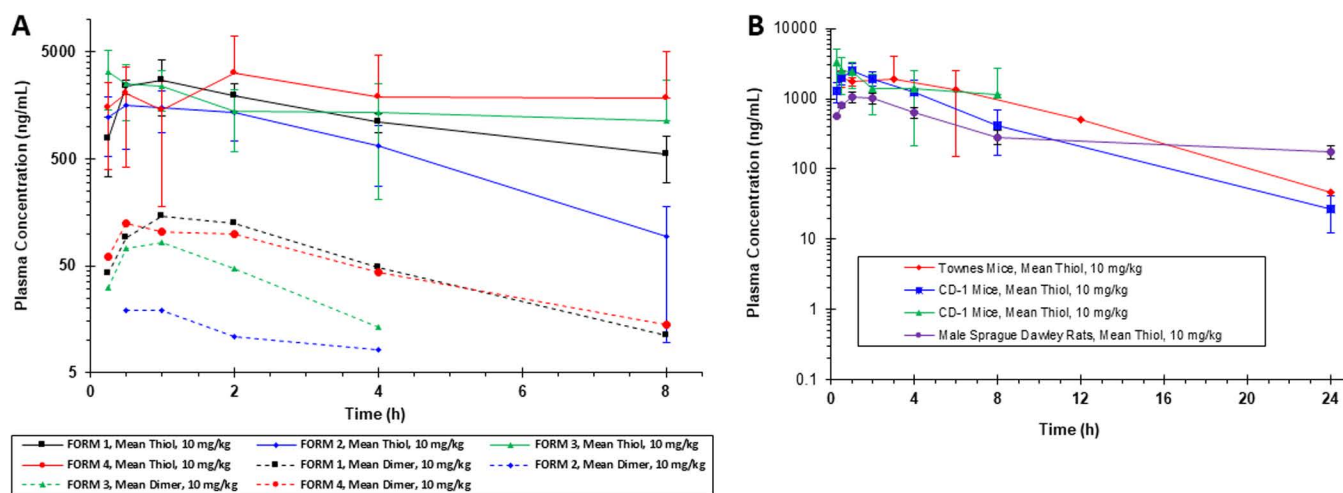 A
Plasma Concentration (ng/mL)
5000
500
50
5
0
2
4
6
8
Time (h)
FORM 1, Mean Thiol, 10 mg/kg
FORM 2, Mean Thiol, 10 mg/kg
FORM 3, Mean Thiol, 10 mg/kg
FORM 4, Mean Thiol, 10 mg/kg
FORM 1, Mean Dimer, 10 mg/kg
FORM 2, Mean Dimer, 10 mg/kg
FORM 3, Mean Dimer, 10 mg/kg
FORM 4, Mean Dimer, 10 mg/kg
B
Plasma Concentration (ng/mL)
10000
1000
100
10
1
0.1
0
4
8
12
16
20
24
Time (h)
Townes Mice, Mean Thiol, 10 mg/kg
CD-1 Mice, Mean Thiol, 10 mg/kg
CD-1 Mice, Mean Thiol, 10 mg/kg
Male Sprague Dawley Rats, Mean Thiol, 10 mg/kg